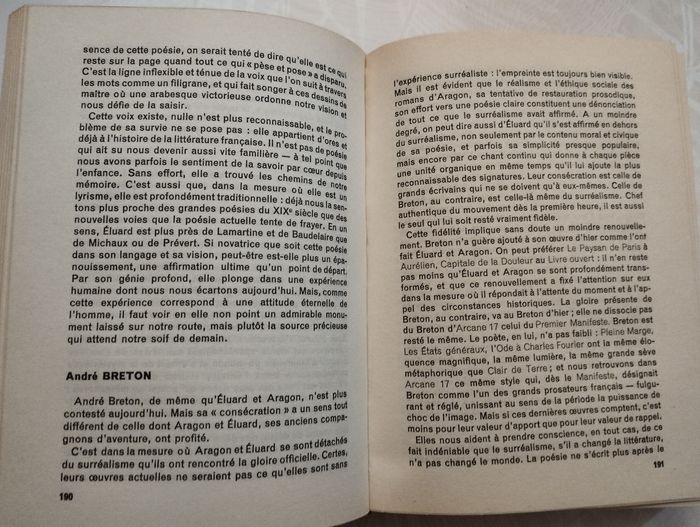 sence de cette poésie, on serait tenté de dire qu'elle est ce qui
reste sur la page quand tout ce qui « pèse et pose » a disparu.
C'est la ligne inflexible et ténue de la voix que l'on suit à travers
les mots comme un filigrane, et qui fait songer à ces dessins de
maître où une arabesque victorieuse ordonne notre vision et
nous défie de la saisir.
Cette voix existe, nulle n'est plus reconnaissable, et le pro-
blème de sa survie ne se pose pas : elle appartient d'ores et
déjà à l'histoire de la littérature française. Il n'est pas de poésie
qui ait su nous devenir aussi vite familière — à tel point que
nous avons parfois le sentiment de la savoir par cœur depuis
l'enfance. Sans effort, elle a trouvé les chemins de notre
mémoire. C'est aussi que, dans la mesure où elle est un
lyrisme, elle est profondément traditionnelle : déjà nous la sen-
tons plus proche des grandes poésies du XIXe siècle que des
nouvelles voies que la poésie actuelle tente de frayer. En un
sens, Éluard est plus près de Lamartine et de Baudelaire que
de Michaux ou de Prévert. Si novatrice que soit cette poésie
dans son langage et sa vision, peut-être est-elle plus un épa-
nouissement, une affirmation ultime qu'un point de départ.
Par son génie profond, elle plonge dans une expérience
humaine dont nous nous écartons aujourd'hui. Mais, comme
cette expérience correspond à une attitude éternelle de
l'homme, il faut voir en elle non point un admirable monu-
ment laissé sur notre route, mais plutôt la source précieuse
qui attend notre soif de demain.
André BRETON
André Breton, de même qu'Éluard et Aragon, n'est plus
contesté aujourd'hui. Mais sa « consécration » a un sens tout
différent de celle dont Aragon et Éluard, ses anciens compa-
gnons d'aventure, ont profité.
C'est dans la mesure où Aragon et Éluard se sont détachés
du surréalisme qu'ils ont rencontré la gloire officielle. Certes,
leurs œuvres actuelles ne seraient pas ce qu'elles sont sans
190
l'expérience surréaliste : l'empreinte est toujours bien visible.
Mais il est évident que le réalisme et l'éthique sociale des
romans d'Aragon, sa tentative de restauration prosodique,
son effort vers une poésie claire constituent une dénonciation
de tout ce que le surréalisme avait affirmé. A un moindre
degré, on peut dire aussi d'Éluard qu'il s'est affirmé en dehors
du surréalisme, non seulement par le contenu moral et civique
de sa poésie, et parfois sa simplicité presque populaire,
mais encore par ce chant continu qui donne à chaque pièce
une unité organique en même temps qu'il lui ajoute la plus
reconnaissable des signatures. Leur consécration est celle de
grands écrivains qui ne se doivent qu'à eux-mêmes. Celle de
Breton, au contraire, est celle-là même du surréalisme. Chef
authentique du mouvement dès la première heure, il est aussi
le seul qui lui soit resté vraiment fidèle.
Cette fidélité implique sans doute un moindre renouvelle-
ment. Breton n'a guère ajouté à son œuvre d'hier comme l'ont
fait Éluard et Aragon. On peut préférer Le Paysan de Paris à
Aurélien, Capitale de la Douleur au Livre ouvert : il n'en reste
pas moins qu'Éluard et Aragon se sont profondément trans-
formés, et que ce renouvellement a fixé l'attention sur eux
dans la mesure où il répondait à l'attente du moment et à l'ap-
pel des circonstances historiques. La gloire présente de
Breton, au contraire, va au Breton d'hier ; elle ne dissocie pas
du Breton d'Arcane 17 celui du Premier Manifeste. Breton est
resté le même. Le poète, en lui, n'a pas faibli : Pleine Marge,
Les États généraux, l'Ode à Charles Fourier ont la même élo-
quence magnifique, la même lumière, la même grande sève
métaphorique que Clair de Terre ; et nous retrouvons dans
Arcane 17 ce même style qui, dès le Manifeste, désignait
Breton comme l'un des grands prosateurs français — fulgu-
rant et réglé, unissant au sens de la période la puissance de
choc de l'image. Mais si ces dernières œuvres comptent, c'est
moins pour leur valeur d'apport que pour leur valeur de rappel.
Elles nous aident à prendre conscience, en tout cas, de ce
fait indéniable que le surréalisme, s'il a changé la littérature,
n'a pas changé le monde. La poésie ne s'écrit plus après le
191